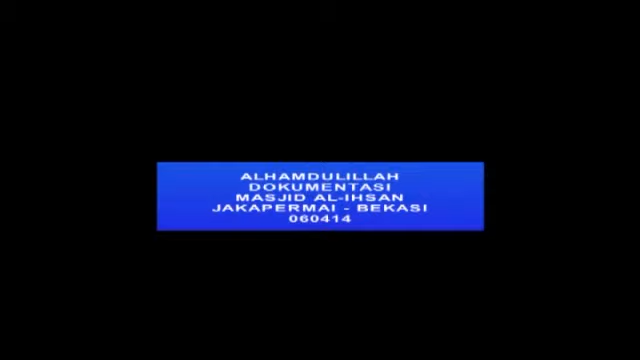 ALHAMDULILLAH
DOKUMENTASI
MASJID AL-IHSAN
JAKAPERMAI - BEKASI
060414